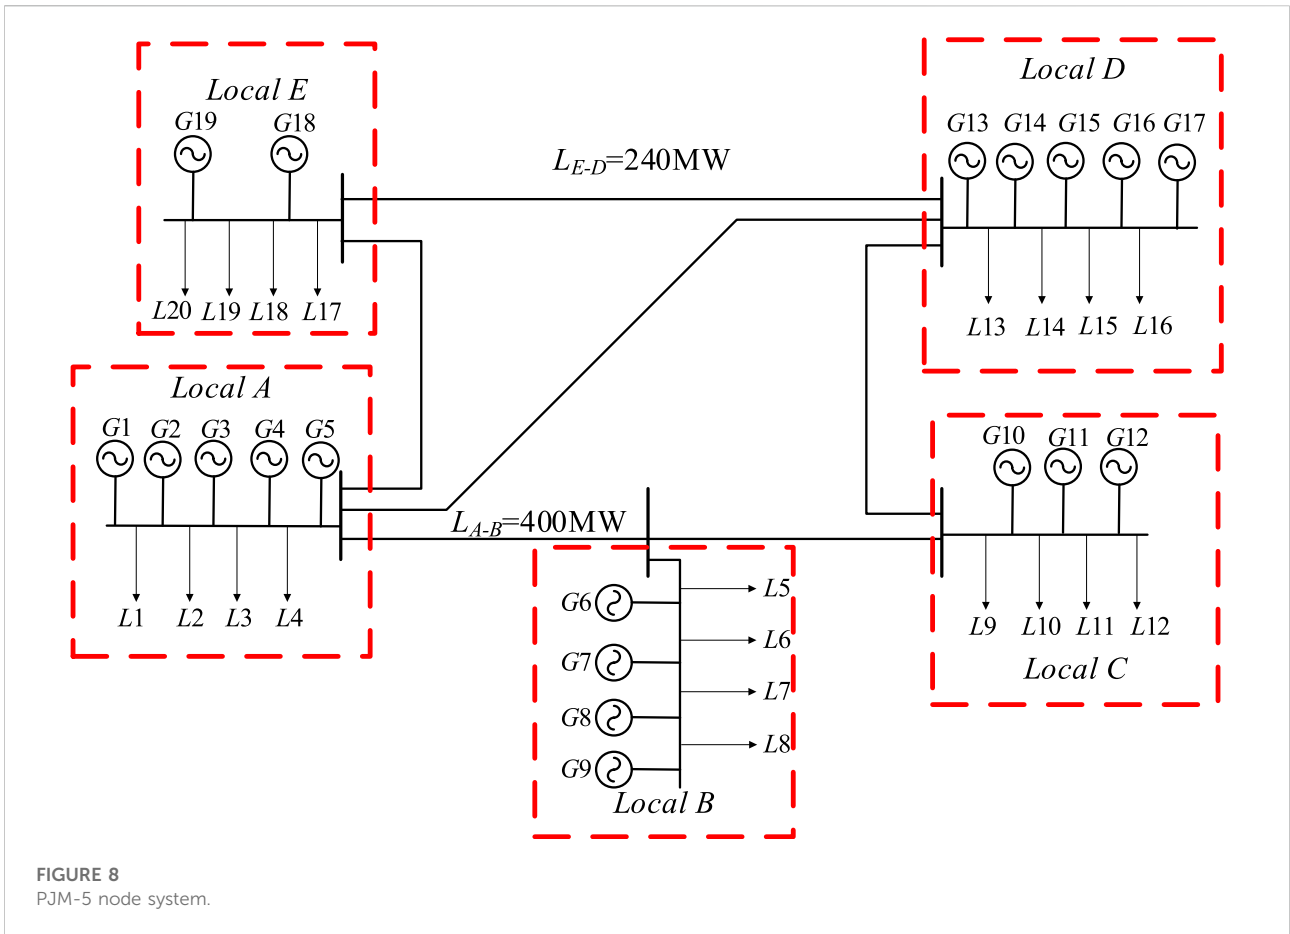 Local E
G19 G18
L20 L19 L18 L17
L_E-D=240MW
Local D
G13 G14 G15 G16 G17
L13 L14 L15 L16
Local A
G1 G2 G3 G4 G5
L1 L2 L3 L4
L_A-B=400MW
G6
G7
G8
G9
L5
L6
L7
L8
Local B
G10 G11 G12
L9 L10 L11 L12
Local C
FIGURE 8
PJM-5 node system.